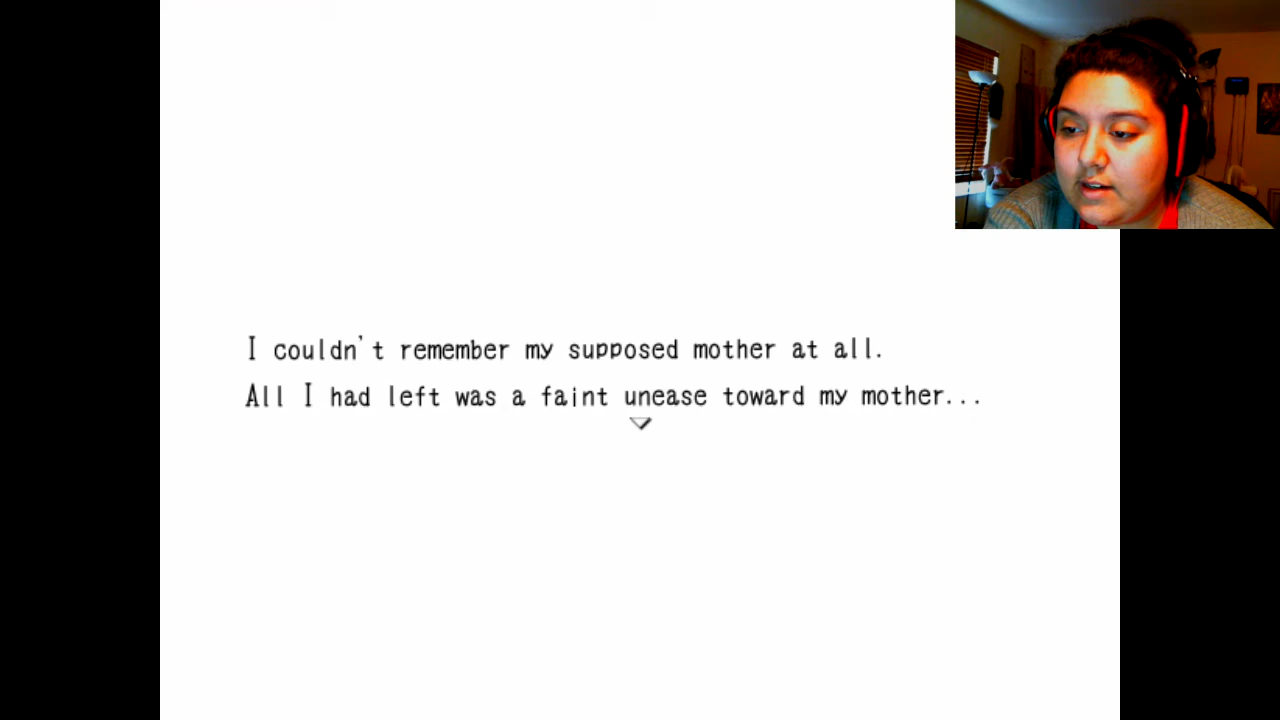 I couldn't remember my supposed mother at all.
All I had left was a faint unease toward my mother...